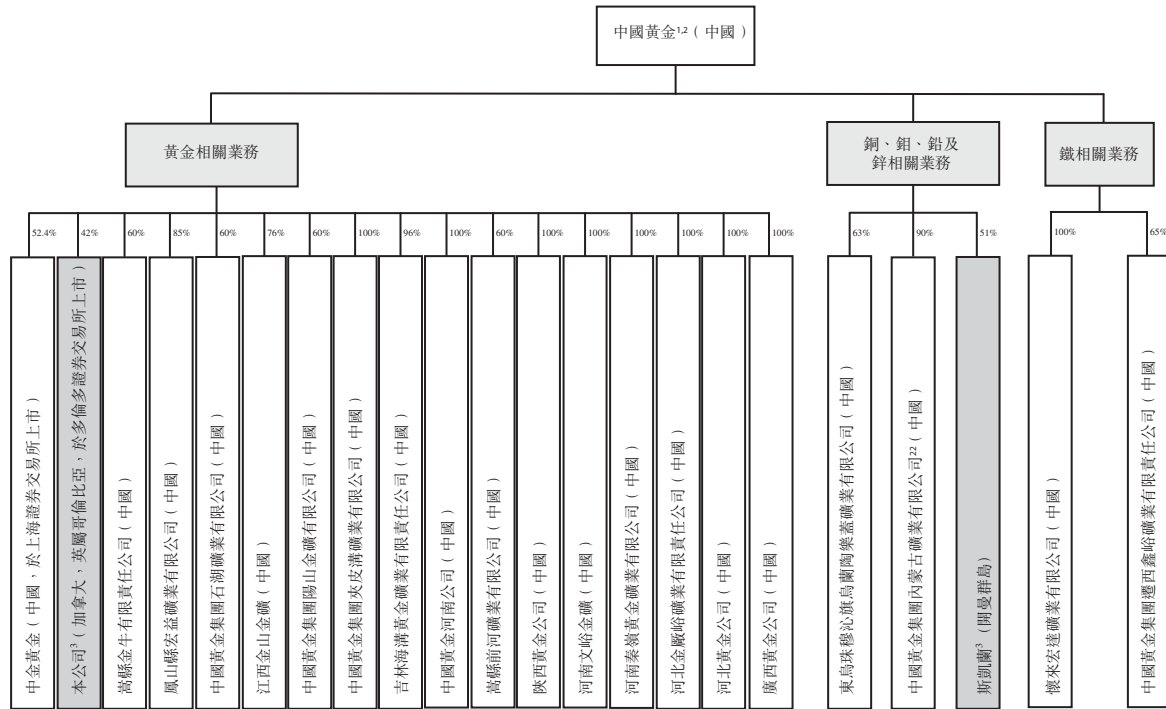 中國黃金1,2（中國）
黃金相關業務
銅、鉬、鉛及
鋅相關業務
鐵相關業務
52.4%
42%
60%
85%
60%
76%
60%
100%
96%
100%
60%
100%
100%
100%
100%
100%
100%
63%
90%
51%
100%
65%
中金黃金（中國，於上海證券交易所上市）
本公司3（加拿大，英屬哥倫比亞，於多倫多證券交易所上市）
嵩縣金牛有限責任公司（中國）
鳳山縣宏益礦業有限公司（中國）
中國黃金集團石湖礦業有限公司（中國）
江西金山金礦（中國）
中國黃金集團陽山金礦有限公司（中國）
中國黃金集團夾皮溝礦業有限公司（中國）
吉林海溝黃金礦業有限責任公司（中國）
中國黃金河南公司（中國）
嵩縣前河礦業有限公司（中國）
陝西黃金公司（中國）
河南文峪金礦（中國）
河南秦嶺黃金礦業有限公司（中國）
河北金廠峪礦業有限責任公司（中國）
河北黃金公司（中國）
廣西黃金公司（中國）
東烏珠穆沁旗烏蘭陶樂蓋礦業有限公司（中國）
中國黃金集團內蒙古礦業有限公司22（中國）
斯凱蘭3（開曼群島）
懷來宏達礦業有限公司（中國）
中國黃金集團遷西鑫峪礦業有限責任公司（中國）